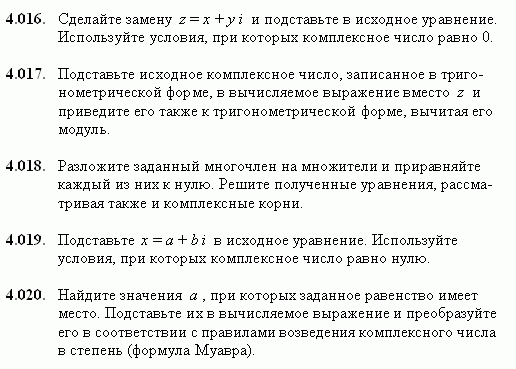 4.016. Сделайте замену z = x + y i и подставьте в исходное уравнение.
Используйте условия, при которых комплексное число равно 0.
4.017. Подставьте исходное комплексное число, записанное в триго-
нометрической форме, в вычисляемое выражение вместо z и
приведите его также к тригонометрической форме, вычитая его
модуль.
4.018. Разложите заданный многочлен на множители и приравняйте
каждый из них к нулю. Решите полученные уравнения, рассма-
тривая также и комплексные корни.
4.019. Подставьте x = a + b i в исходное уравнение. Используйте
условия, при которых комплексное число равно нулю.
4.020. Найдите значения a , при которых заданное равенство имеет
место. Подставьте их в вычисляемое выражение и преобразуйте
его в соответствии с правилами возведения комплексного числа
в степень (формула Муавра).